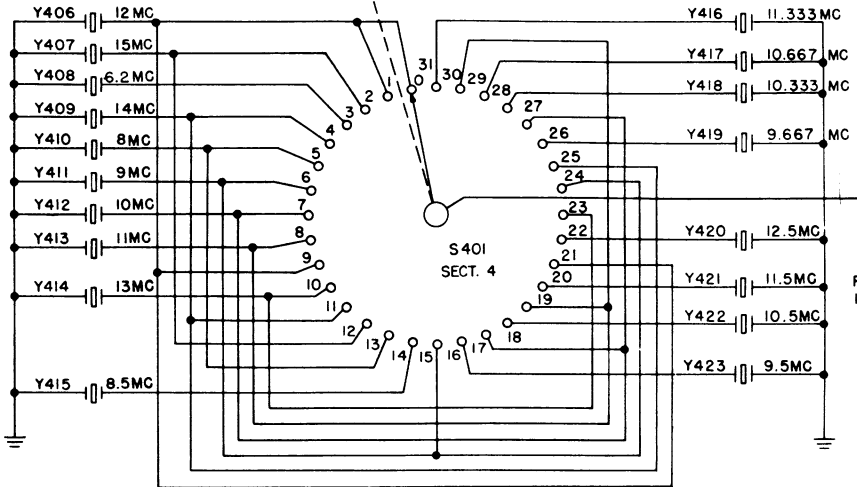 Y406 12MC
Y407 15MC
Y408 6.2MC
Y409 14MC
Y410 8MC
Y411 9MC
Y412 10MC
Y413 11MC
Y414 13MC
Y415 8.5MC
1
2
3
4
5
6
7
8
9
10
11
12
13
14
15
16
17
18
19
20
21
22
23
24
25
26
27
28
29
30
31
S401
SECT. 4
Y416 11.333MC
Y417 10.667 MC
Y418 10.333 MC
Y419 9.667 MC
Y420 12.5MC
Y421 11.5MC
Y422 10.5MC
Y423 9.5MC